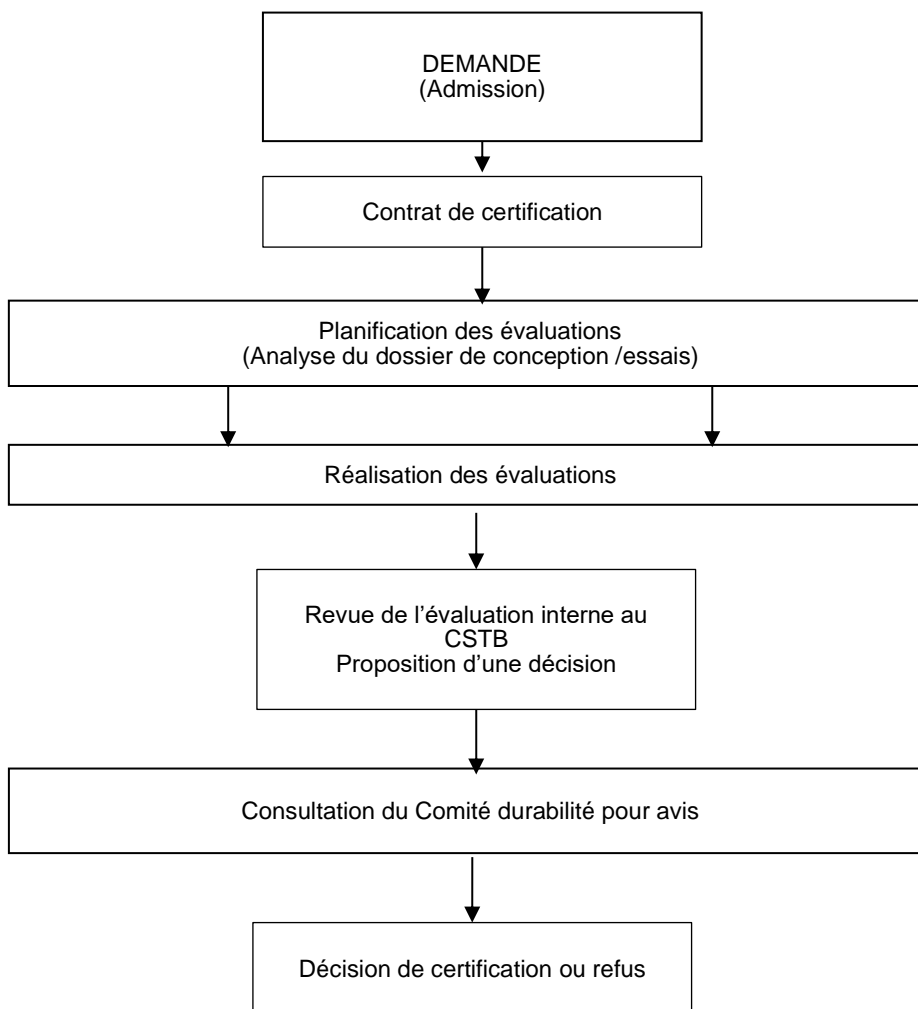 DEMANDE
(Admission)
Contrat de certification
Planification des évaluations
(Analyse du dossier de conception /essais)
Réalisation des évaluations
Revue de l’évaluation interne au
CSTB
Proposition d’une décision
Consultation du Comité durabilité pour avis
Décision de certification ou refus